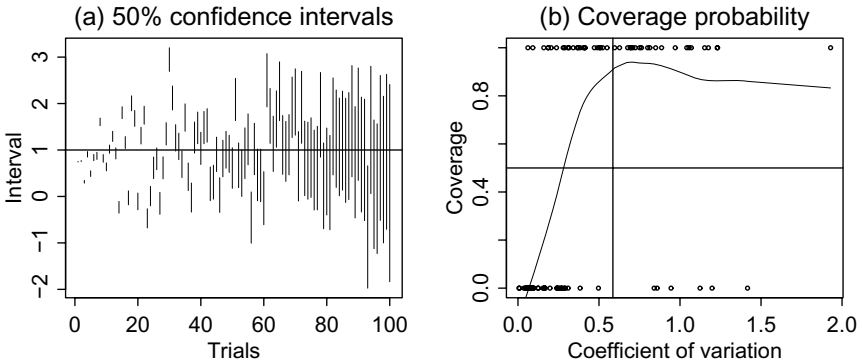 (a) 50% confidence intervals
Interval
3
2
1
0
−1
−2
0 20 40 60 80 100
Trials
(b) Coverage probability
Coverage
0.8
0.4
0.0
0.0 0.5 1.0 1.5 2.0
Coefficient of variation